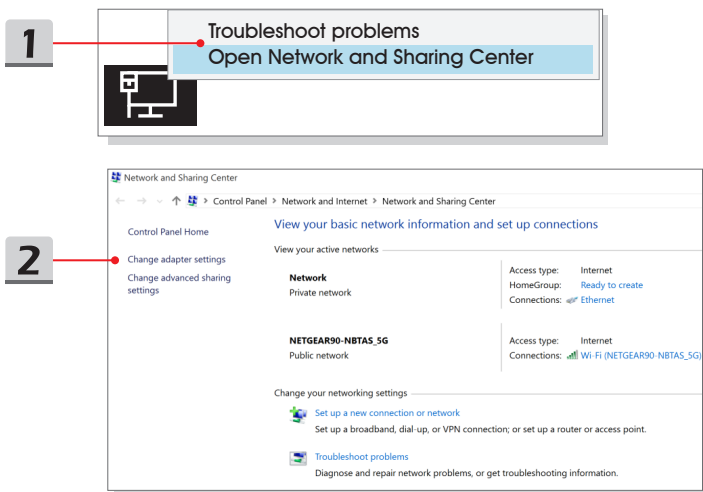 1
Troubleshoot problems
Open Network and Sharing Center
2
Network and Sharing Center
Control Panel > Network and Internet > Network and Sharing Center
Control Panel Home
Change adapter settings
Change advanced sharing
settings
View your basic network information and set up connections
View your active networks
Network
Private network
Access type: Internet
HomeGroup: Ready to create
Connections: Ethernet
NETGEAR90-NBTAS_5G
Public network
Access type: Internet
Connections: Wi-Fi (NETGEAR90-NBTAS_5G)
Change your networking settings
Set up a new connection or network
Set up a broadband, dial-up, or VPN connection; or set up a router or access point.
Troubleshoot problems
Diagnose and repair network problems, or get troubleshooting information.